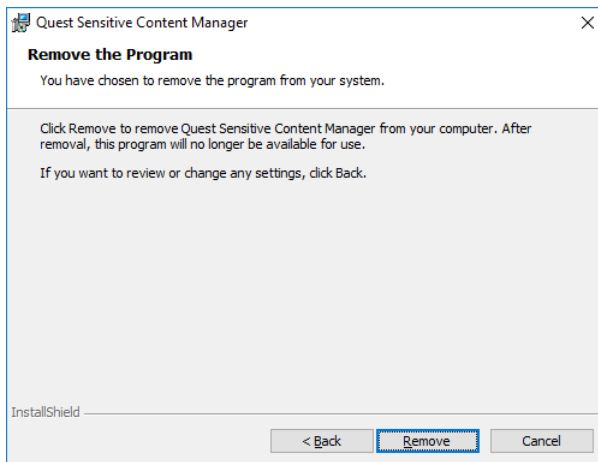 Quest Sensitive Content Manager
Remove the Program
You have chosen to remove the program from your system.
Click Remove to remove Quest Sensitive Content Manager from your computer. After
removal, this program will no longer be available for use.
If you want to review or change any settings, click Back.
InstallShield
< Back
Remove
Cancel